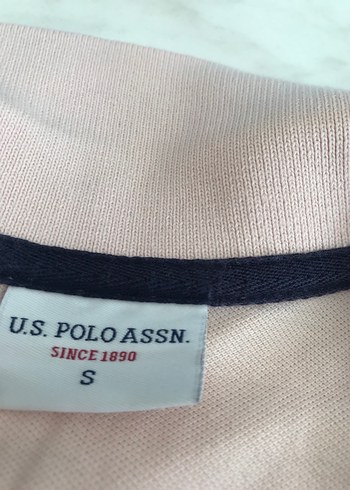 U.S. POLO ASSN.
SINCE 1890
S